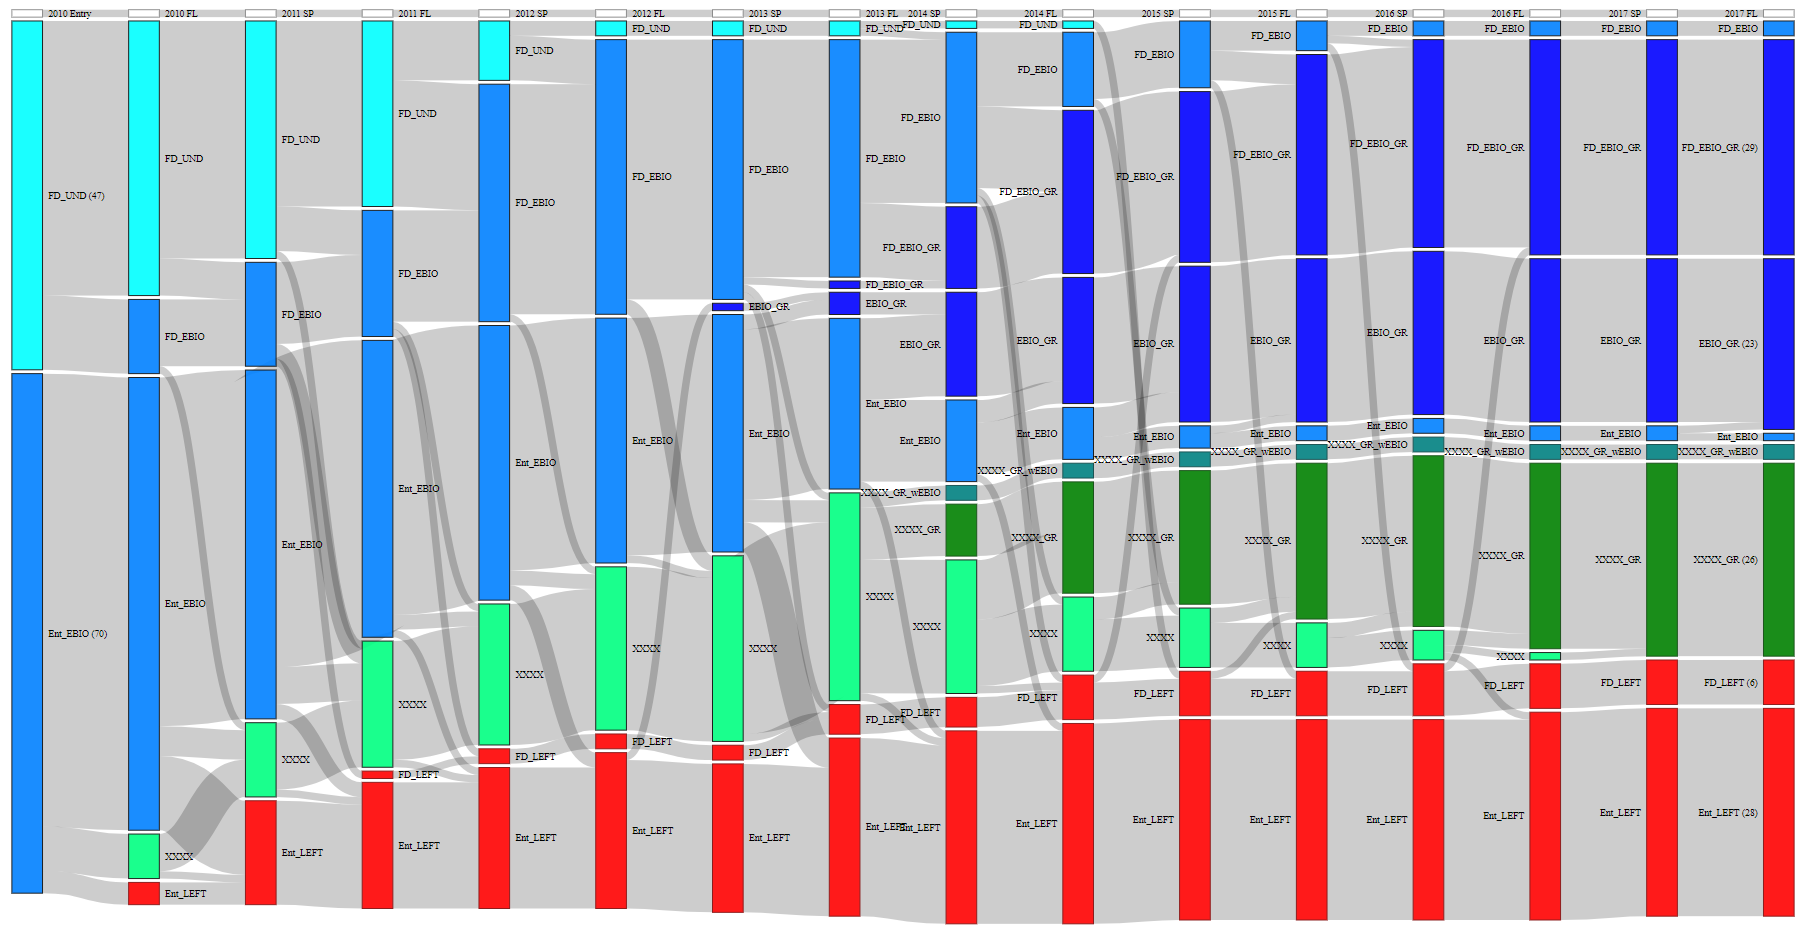 2010 Entry
2010 FL
2011 SP
2011 FL
2012 SP
2012 FL
2013 SP
2013 FL
2014 SP
2014 FL
2015 SP
2015 FL
2016 SP
2016 FL
2017 SP
2017 FL
FD_UND (47)
Ent_EBIO (70)
FD_UND
FD_EBIO
Ent_EBIO
XXXX
Ent_LEFT
FD_UND
FD_EBIO
Ent_EBIO
XXXX
Ent_LEFT
FD_UND
FD_EBIO
Ent_EBIO
XXXX
FD_LEFT
Ent_LEFT
FD_UND
FD_EBIO
Ent_EBIO
XXXX
FD_LEFT
Ent_LEFT
FD_UND
FD_EBIO
Ent_EBIO
XXXX
FD_LEFT
Ent_LEFT
FD_UND
FD_EBIO
EBIO_GR
Ent_EBIO
XXXX
FD_LEFT
Ent_LEFT
FD_UND
FD_EBIO
FD_EBIO_GR
EBIO_GR
Ent_EBIO
XXXX
FD_LEFT
Ent_LEFT
FD_UND
FD_EBIO
FD_EBIO_GR
EBIO_GR
Ent_EBIO
XXXX_GR_wEBIO
XXXX_GR
XXXX
FD_LEFT
Ent_LEFT
FD_UND
FD_EBIO
FD_EBIO_GR
EBIO_GR
Ent_EBIO
XXXX_GR_wEBIO
XXXX_GR
XXXX
FD_LEFT
Ent_LEFT
FD_EBIO
FD_EBIO_GR
EBIO_GR
Ent_EBIO
XXXX_GR_wEBIO
XXXX_GR
XXXX
FD_LEFT
Ent_LEFT
FD_EBIO
FD_EBIO_GR
EBIO_GR
Ent_EBIO
XXXX_GR_wEBIO
XXXX_GR
XXXX
FD_LEFT
Ent_LEFT
FD_EBIO
FD_EBIO_GR
EBIO_GR
Ent_EBIO
XXXX_GR_wEBIO
XXXX_GR
XXXX
FD_LEFT
Ent_LEFT
FD_EBIO
FD_EBIO_GR
EBIO_GR
Ent_EBIO
XXXX_GR_wEBIO
XXXX_GR
XXXX
FD_LEFT
Ent_LEFT
FD_EBIO
FD_EBIO_GR
EBIO_GR
Ent_EBIO
XXXX_GR_wEBIO
XXXX_GR
FD_LEFT
Ent_LEFT
FD_EBIO
FD_EBIO_GR (29)
EBIO_GR (23)
Ent_EBIO
XXXX_GR_wEBIO
XXXX_GR (26)
FD_LEFT (6)
Ent_LEFT (28)